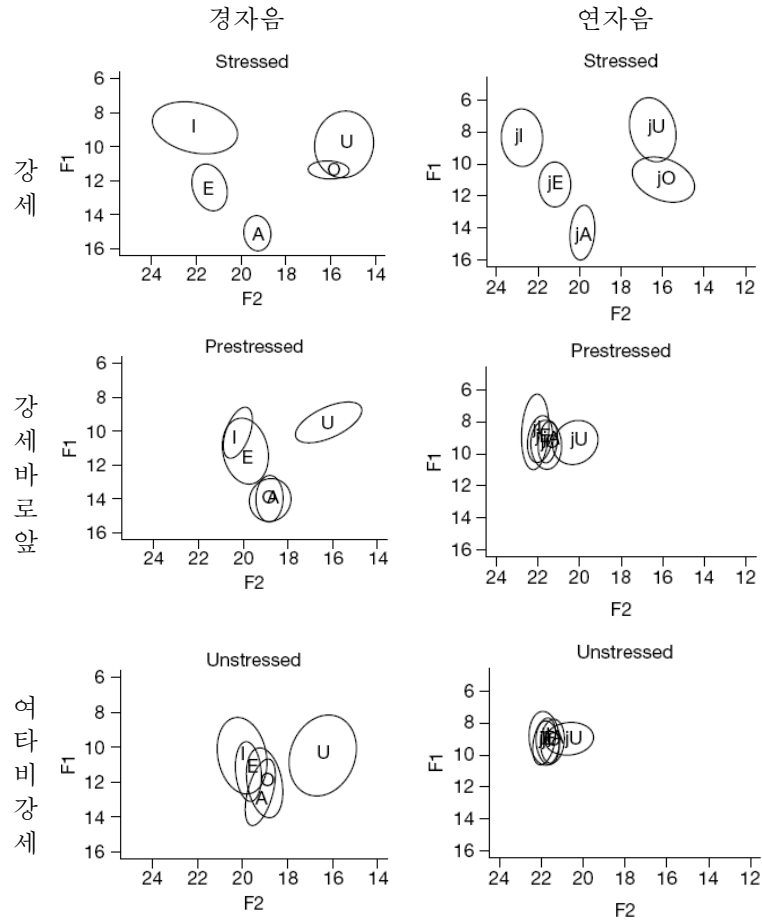 경자음
연자음
강세
Stressed
6
8
10
12
14
16
F1
I
U
O
E
A
24 22 20 18 16 14
F2
Stressed
6
8
10
12
14
16
F1
jI
jU
jE
jO
jA
24 22 20 18 16 14 12
F2
강세바로앞
Prestressed
6
8
10
12
14
16
F1
I
U
E
O
A
24 22 20 18 16 14
F2
Prestressed
6
8
10
12
14
16
F1
jU
24 22 20 18 16 14 12
F2
여타비강세
Unstressed
6
8
10
12
14
16
F1
I
U
E
O
A
24 22 20 18 16 14
F2
Unstressed
6
8
10
12
14
16
F1
jU
24 22 20 18 16 14 12
F2